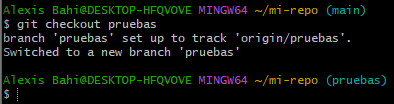 Alexis Bahi@DESKTOP-HFQVOVE MINGW64 ~/mi-repo (main)
$ git checkout pruebas
branch 'pruebas' set up to track 'origin/pruebas'.
Switched to a new branch 'pruebas'
Alexis Bahi@DESKTOP-HFQVOVE MINGW64 ~/mi-repo (pruebas)
$